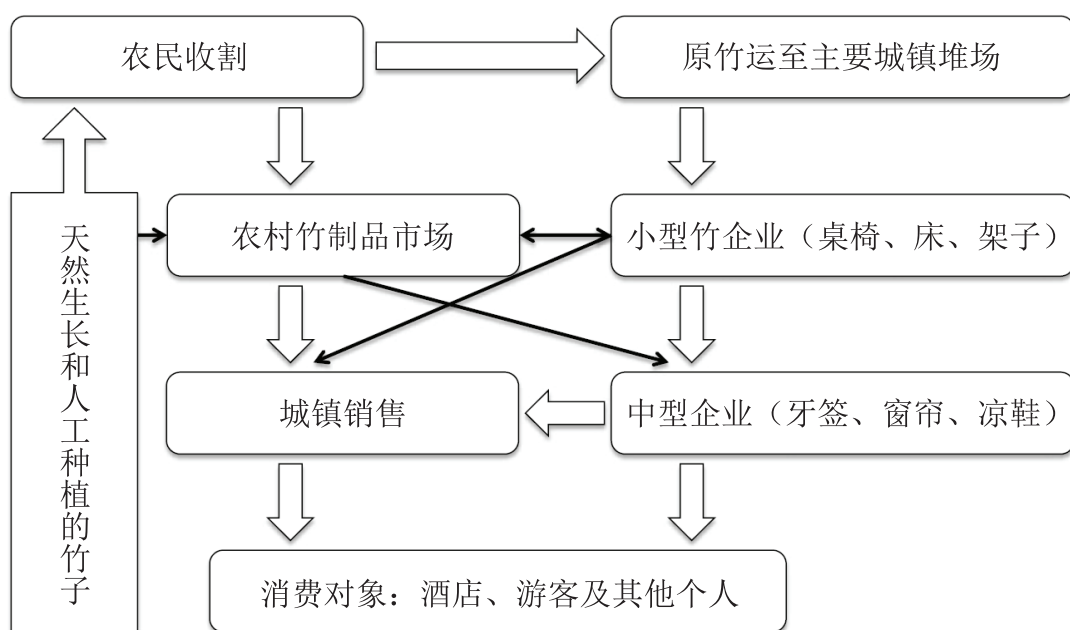 农民收割
原竹运至主要城镇堆场
天然生长和人工种植的竹子
农村竹制品市场
小型竹企业（桌椅、床、架子）
城镇销售
中型企业（牙签、窗帘、凉鞋）
消费对象：酒店、游客及其他个人